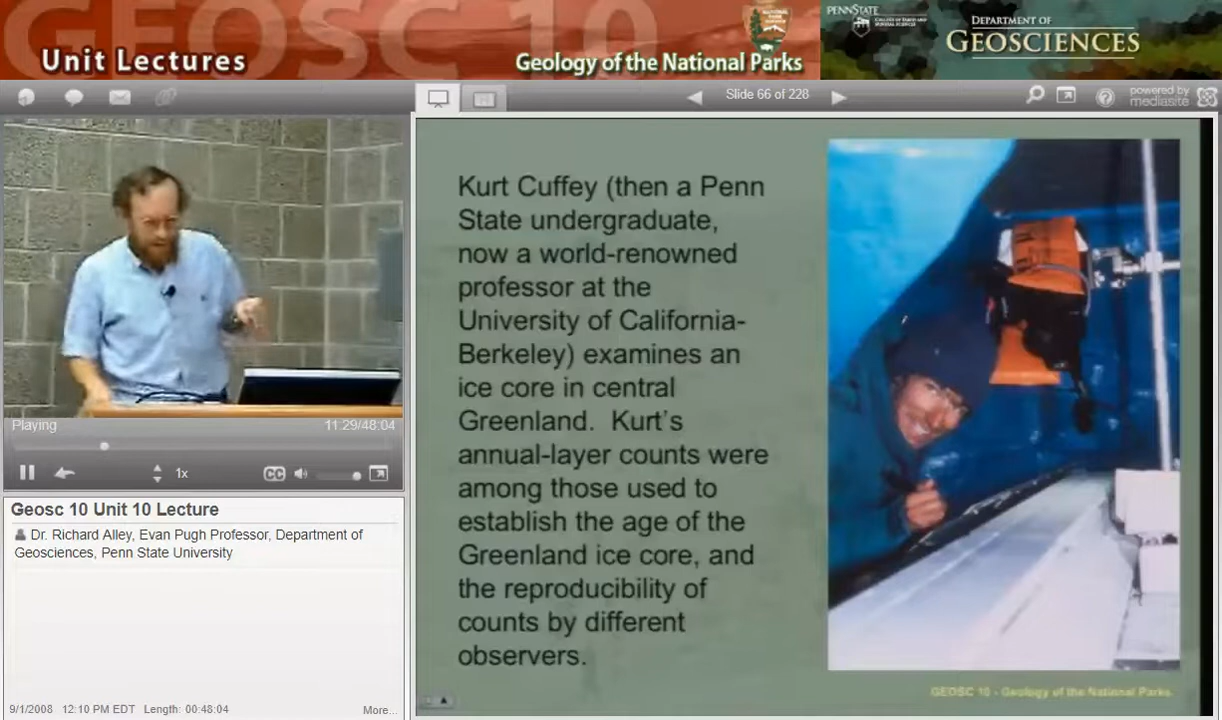 GEOSC 10
Unit Lectures
Geology of the National Parks
PENNSTATE
DEPARTMENT OF
GEOSCIENCES
Slide 66 of 228
powered by
mediasite
Kurt Cuffey (then a Penn
State undergraduate,
now a world-renowned
professor at the
University of California-
Berkeley) examines an
ice core in central
Greenland. Kurt's
annual-layer counts were
among those used to
establish the age of the
Greenland ice core, and
the reproducibility of
counts by different
observers.
GEOSC 10 - Geology of the National Parks
Playing
11:29/48:04
1x
CC
Geosc 10 Unit 10 Lecture
Dr. Richard Alley, Evan Pugh Professor, Department of
Geosciences, Penn State University
9/1/2008 12:10 PM EDT Length: 00:48:04
More...